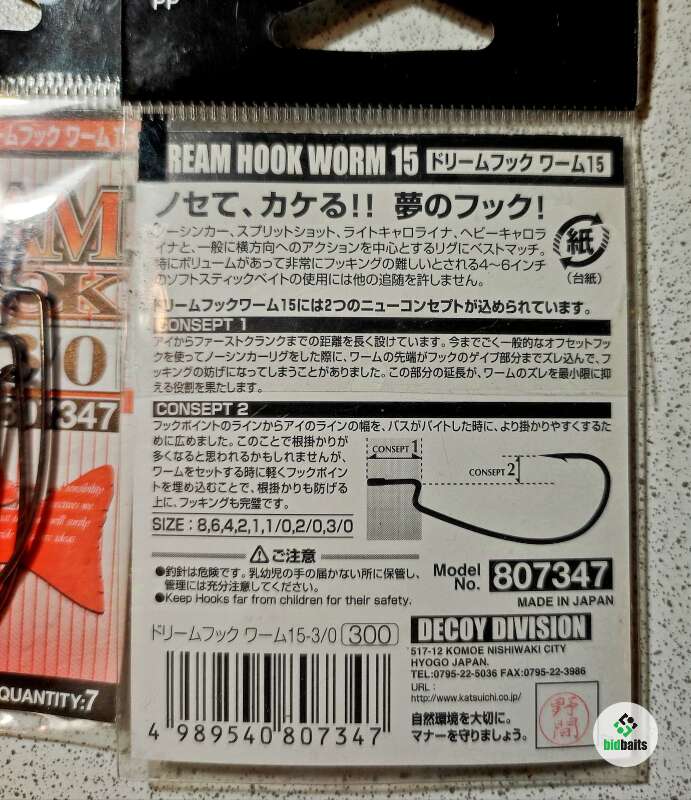 PP
ームフック ワーム1
AM
OK
3/0
347
QUANTITY:7
REAM HOOK WORM 15 ドリームフック ワーム15
ノセて、カケる!! 夢のフック!
ノーシンカー、スプリットショット、ライトキャロライナ、ヘビーキャロラ
イナと、一般に横方向へのアクションを中心とするリグにベストマッチ。
特にボリュームがあって非常にフッキングの難しいとされる4〜6インチ
のソフトスティックベイトの使用には他の追随を許しません。
紙
(台紙)
ドリームフックワーム15には2つのニューコンセプトが込められています。
CONSEPT 1
アイからファーストクランクまでの距離を長く設けています。今までごく一般的なオフセットフッ
クを使ってノーシンカーリグをした際に、ワームの先端がフックのゲイプ部分までズレ込んで、フ
ッキングの妨げになってしまうことがありました。この部分の延長が、ワームのズレを最小限に抑
える役割を果たします。
CONSEPT 2
フックポイントのラインからアイのラインの幅を、バスがバイトした時に、より掛かりやすくするた
めに広めました。このことで根掛かりが
多くなると思われるかもしれませんが、
ワームをセットする時に軽くフックポイン
トを埋め込むことで、根掛かりも防げる
上に、フッキングも完璧です。
CONSEPT 1
CONSEPT 2
SIZE : 8,6,4,2,1,1/0,2/0,3/0
⚠ご注意
●釣針は危険です。乳幼児の手の届かない所に保管し、
管理には充分注意してください。
●Keep Hooks far from children for their safety.
Model No. 807347
MADE IN JAPAN
ドリームフック ワーム15-3/0 300
4 989540 807347
DECOY DIVISION
517-12 KOMOE NISHIWAKI CITY
HYOGO JAPAN.
TEL:0795-22-5036 FAX:0795-22-3986
URL :
http://www.katsuichi.co.jp/
自然環境を大切に。
マナーを守りましょう。
野間
bidbaits